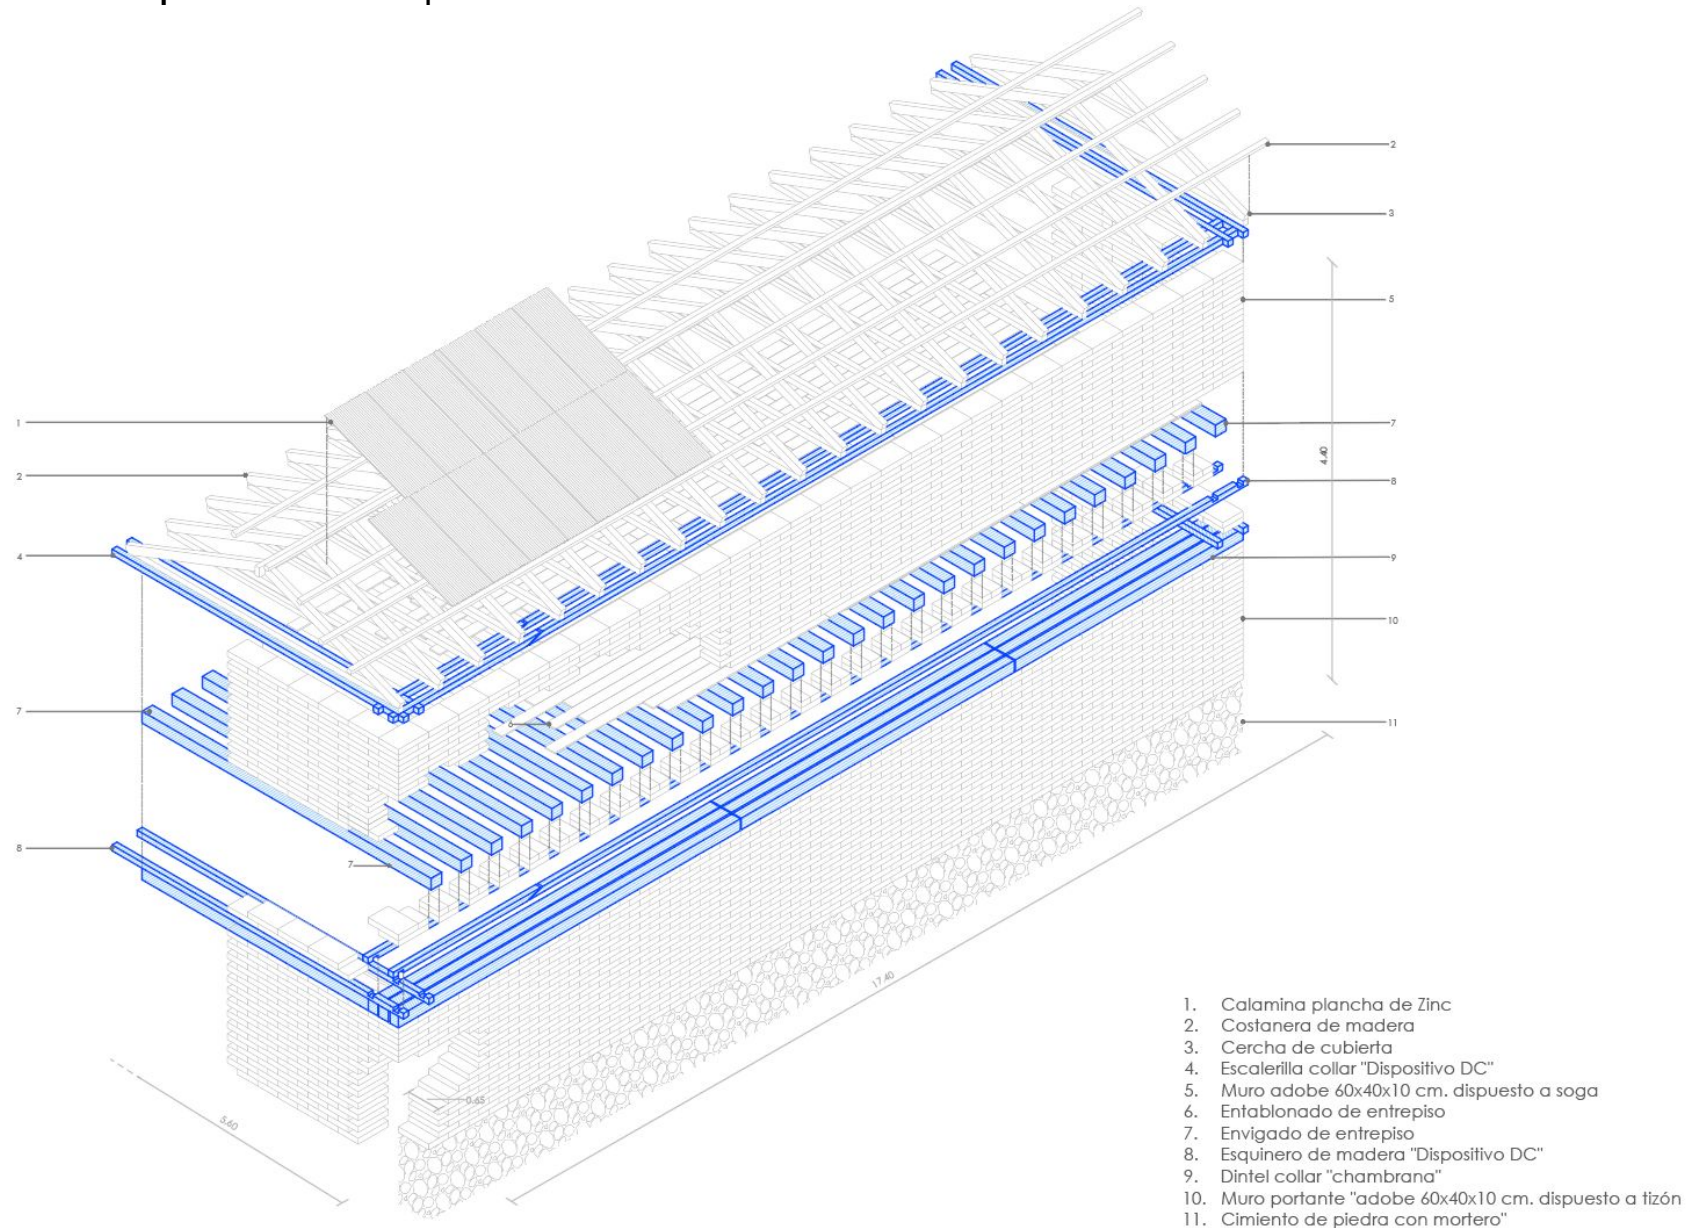 2
3
5
1
7
2
4.40
8
4
9
10
7
6
11
7
8
17.40
0.65
5.60
1. Calamina plancha de Zinc
2. Costanera de madera
3. Cercha de cubierta
4. Escalerilla collar "Dispositivo DC"
5. Muro adobe 60x40x10 cm. dispuesto a soga
6. Entablonado de entrepiso
7. Envigado de entrepiso
8. Esquinero de madera "Dispositivo DC"
9. Dintel collar "chambrana"
10. Muro portante "adobe 60x40x10 cm. dispuesto a tizón
11. Cimiento de piedra con mortero"